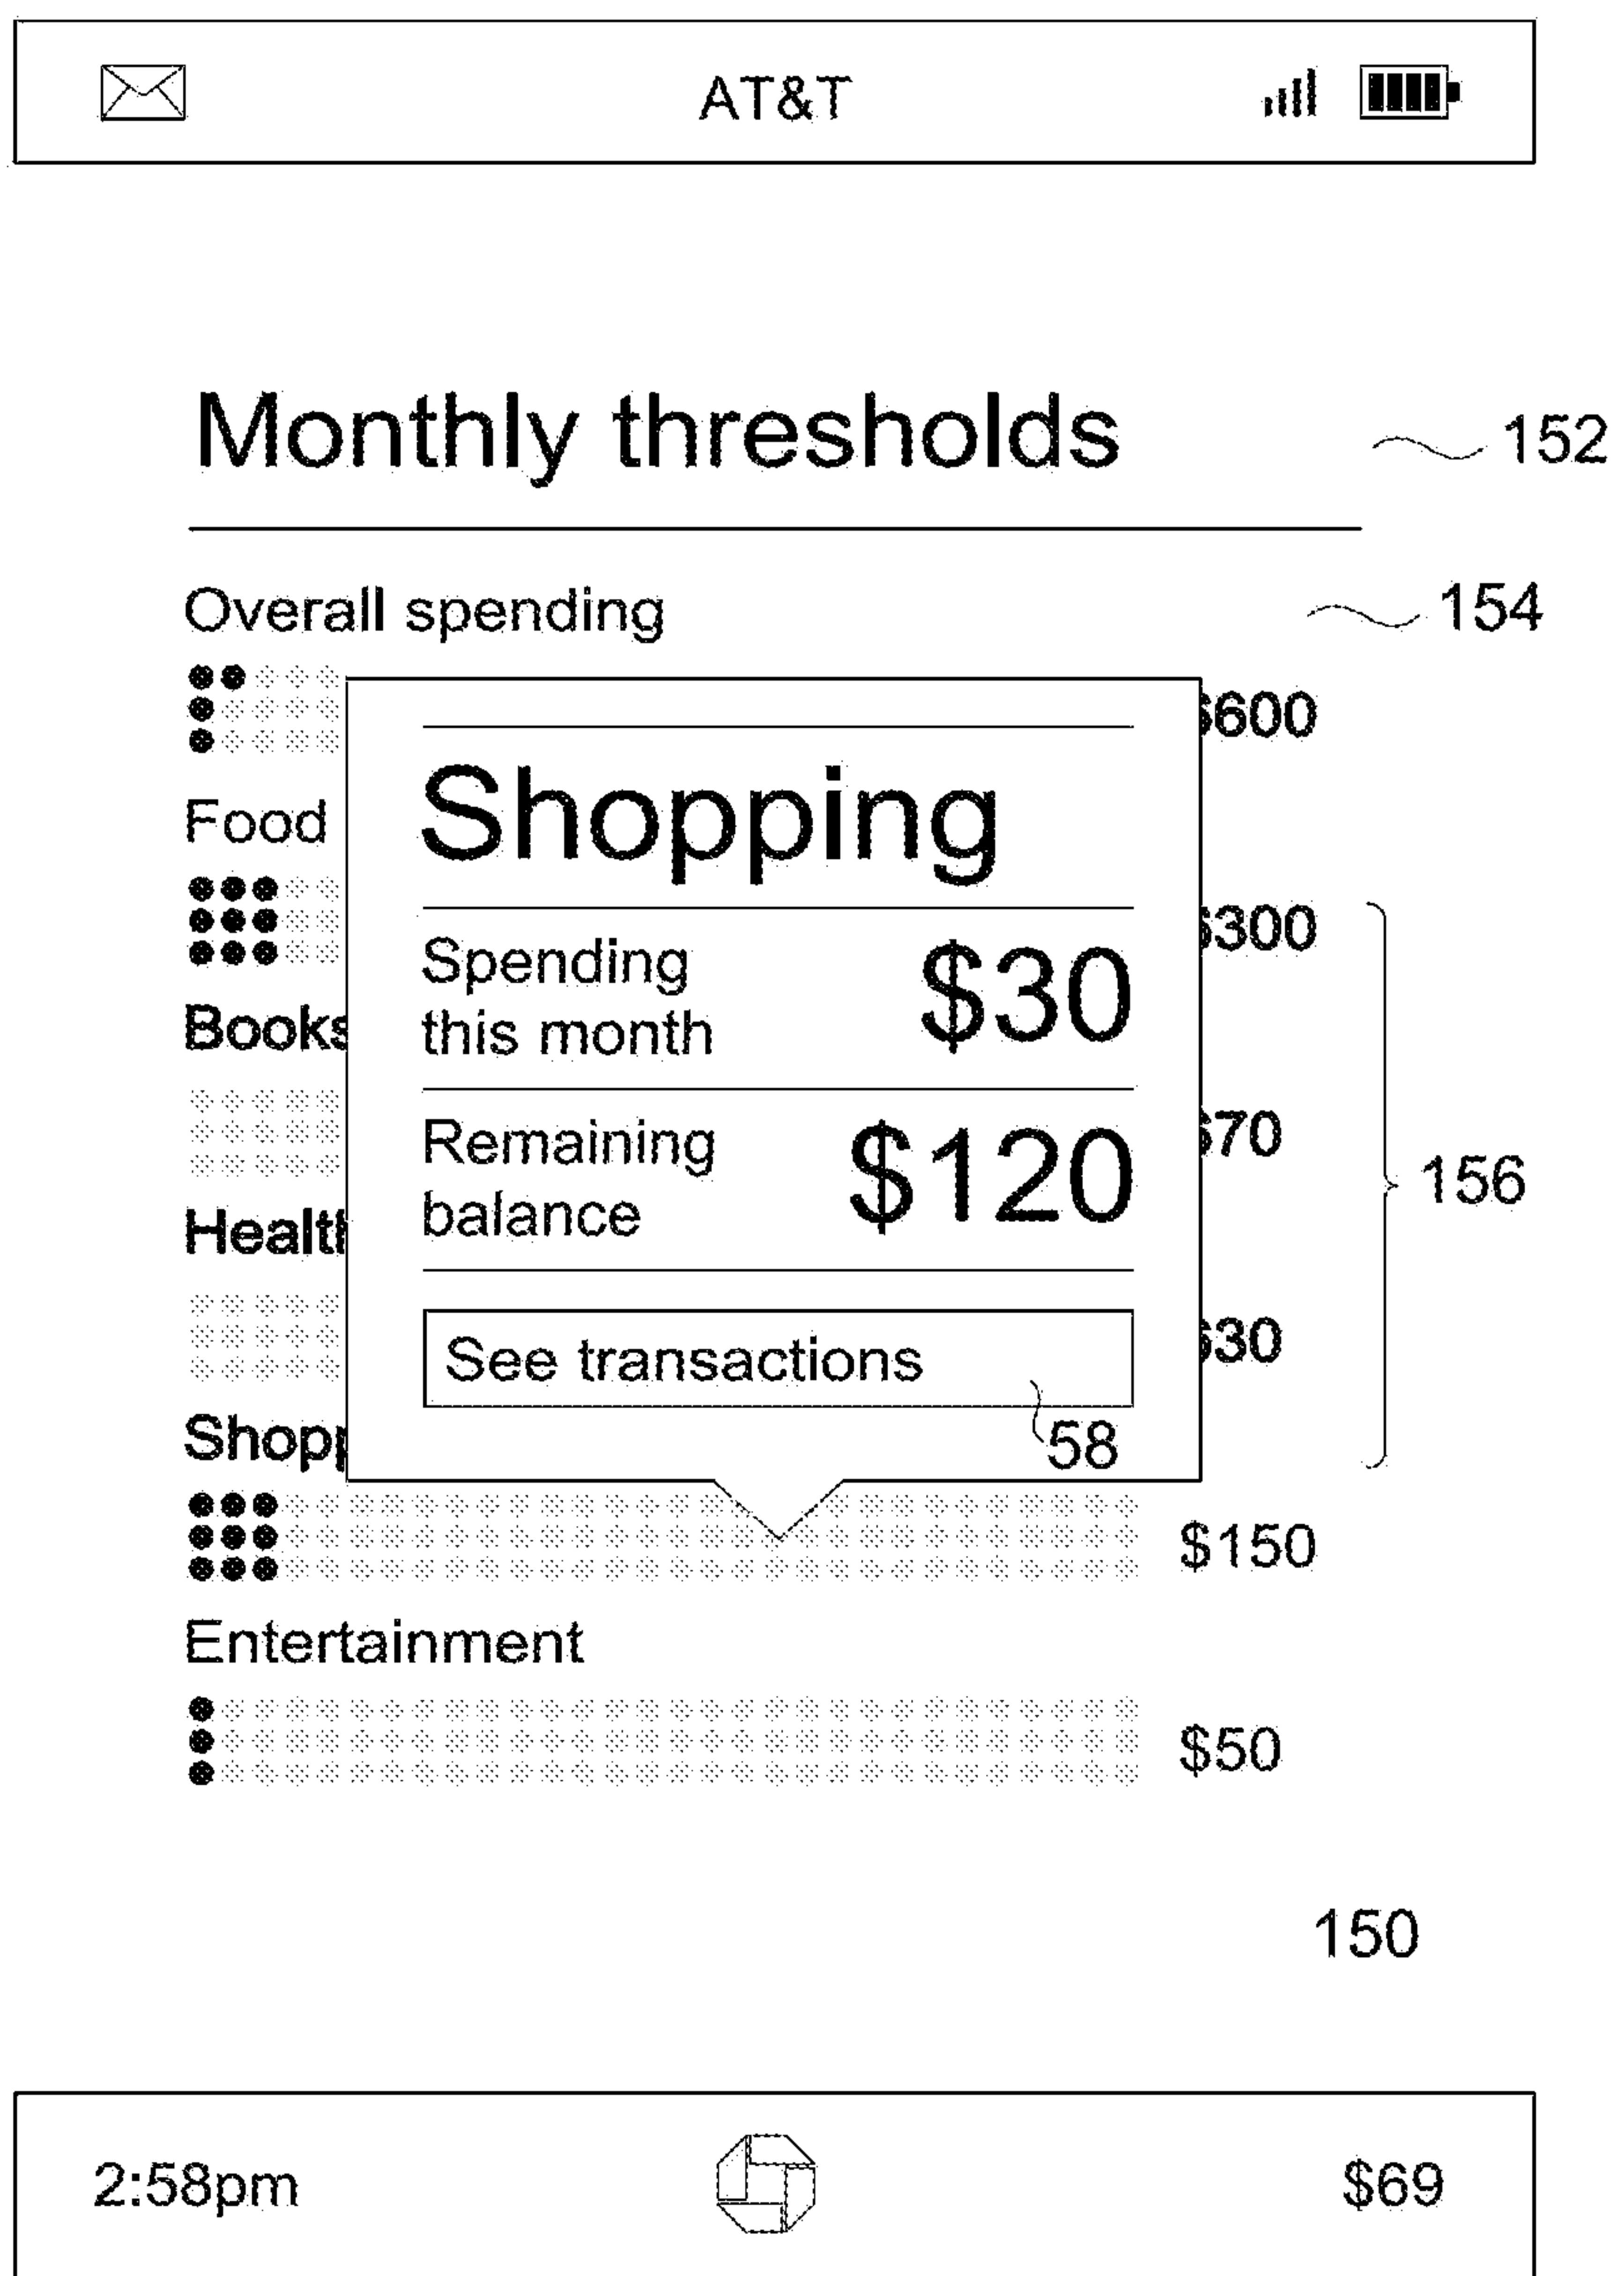 AT&T
Monthly thresholds
152
Overall spending
154
$600
Food
Shopping
$300
Spending
this month
$30
Books
$70
Remaining
balance
$120
156
Healt
$30
See transactions
58
Shopp
$150
Entertainment
$50
150
2:58pm
$69